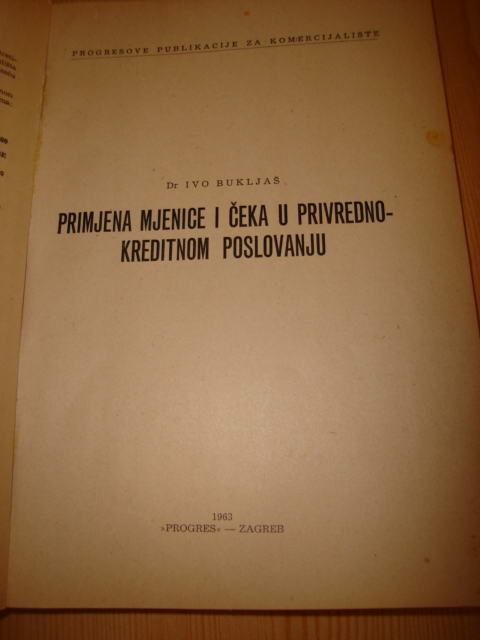 PROGRESOVE PUBLIKACIJE ZA KOMERCIJALISTE
Dr IVO BUKLJAŠ
PRIMJENA MJENICE I ČEKA U PRIVREDNO-
KREDITNOM POSLOVANJU
1963
»PROGRES« — ZAGREB